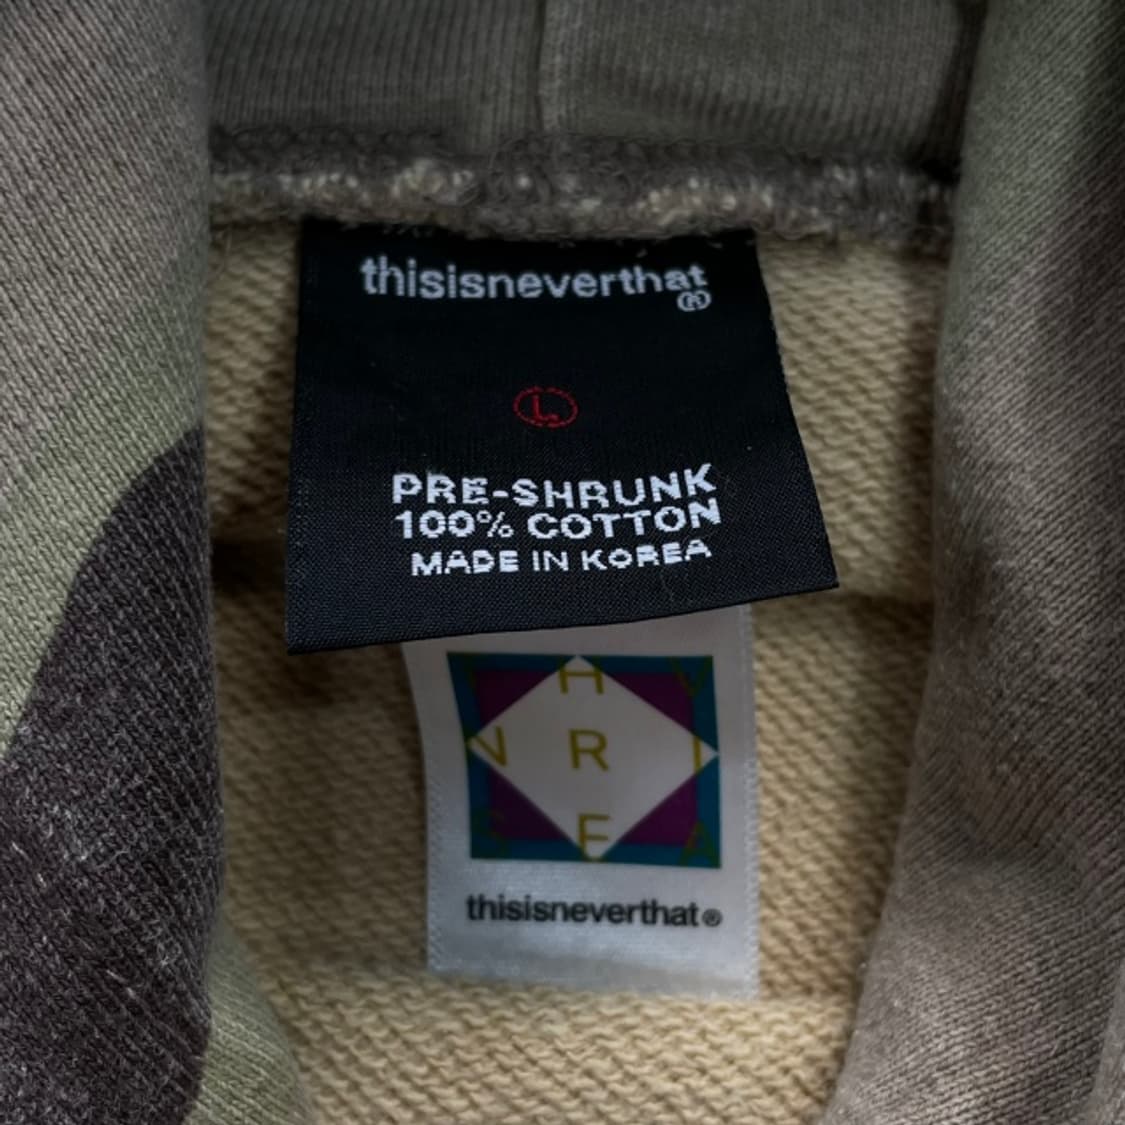 thisisneverthat
®
L
PRE-SHRUNK
100% COTTON
MADE IN KOREA
H V
N R I
E A
thisisneverthat®